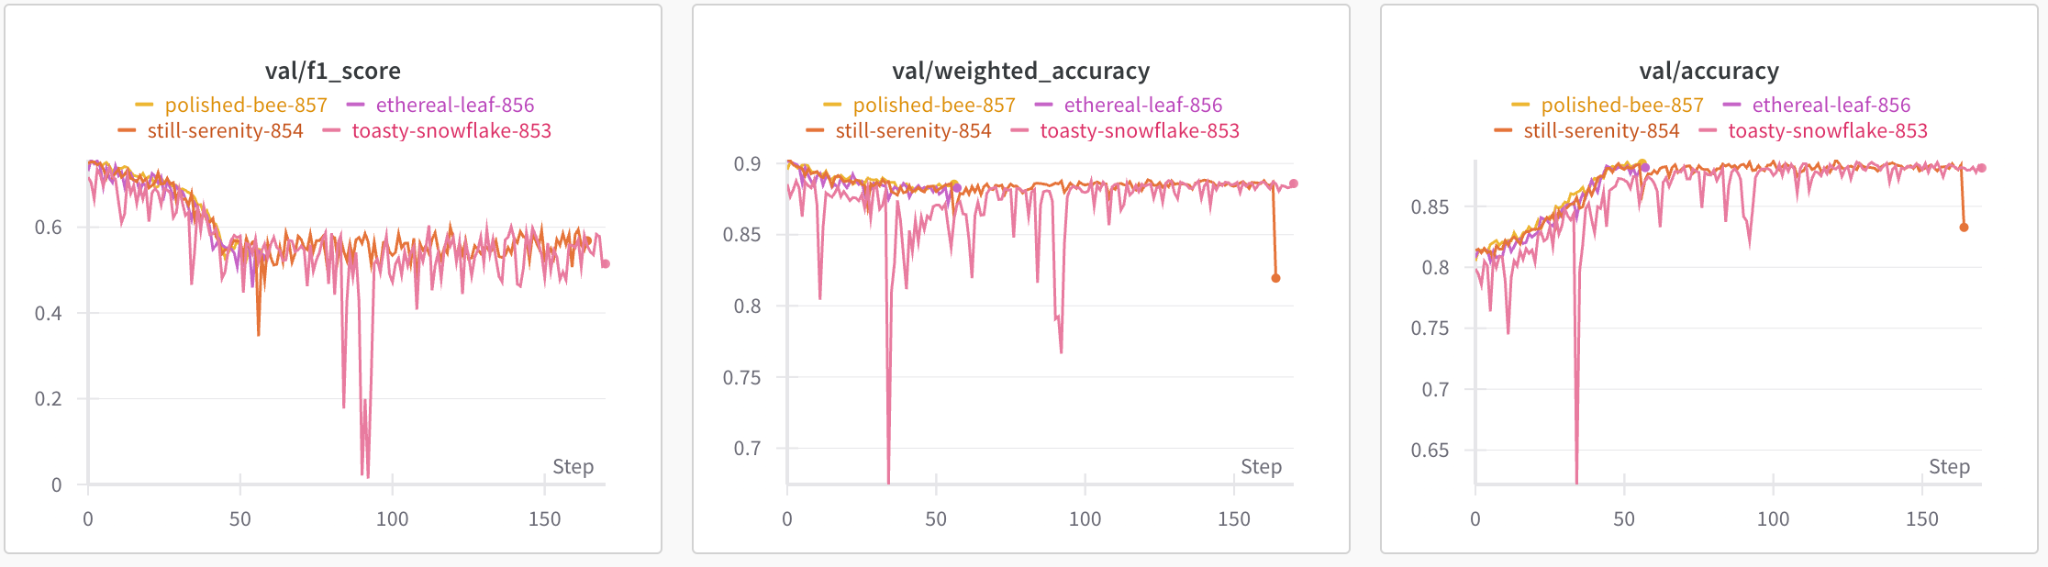 val/f1_score
polished-bee-857 ethereal-leaf-856
still-serenity-854 toasty-snowflake-853
0.6
0.4
0.2
0
Step
0 50 100 150
val/weighted_accuracy
polished-bee-857 ethereal-leaf-856
still-serenity-854 toasty-snowflake-853
0.9
0.85
0.8
0.75
0.7
Step
0 50 100 150
val/accuracy
polished-bee-857 ethereal-leaf-856
still-serenity-854 toasty-snowflake-853
0.85
0.8
0.75
0.7
0.65
Step
0 50 100 150